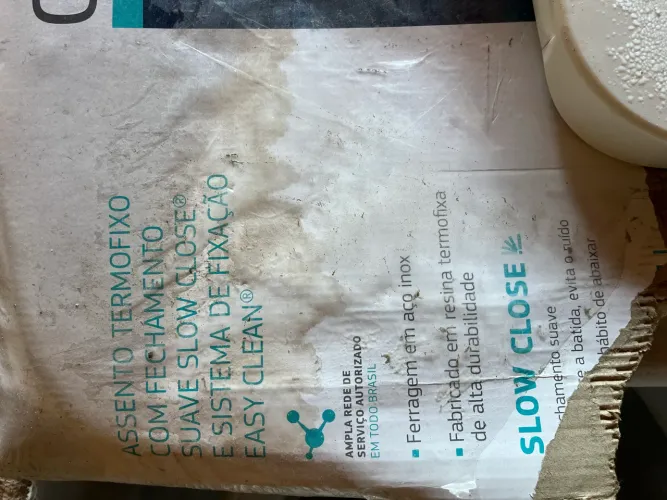 ASSENTO TERMOFIXO
COM FECHAMENTO
SUAVE SLOW CLOSE®
E SISTEMA DE FIXAÇÃO
EASY CLEAN®
AMPLA REDE DE
SERVIÇO AUTORIZADO
EM TODO BRASIL
▪ Ferragem em aço inox
▪ Fabricado em resina termofixa
de alta durabilidade
SLOW CLOSE
chamento suave
e a batida, evita o ruído
hábito de abaixar